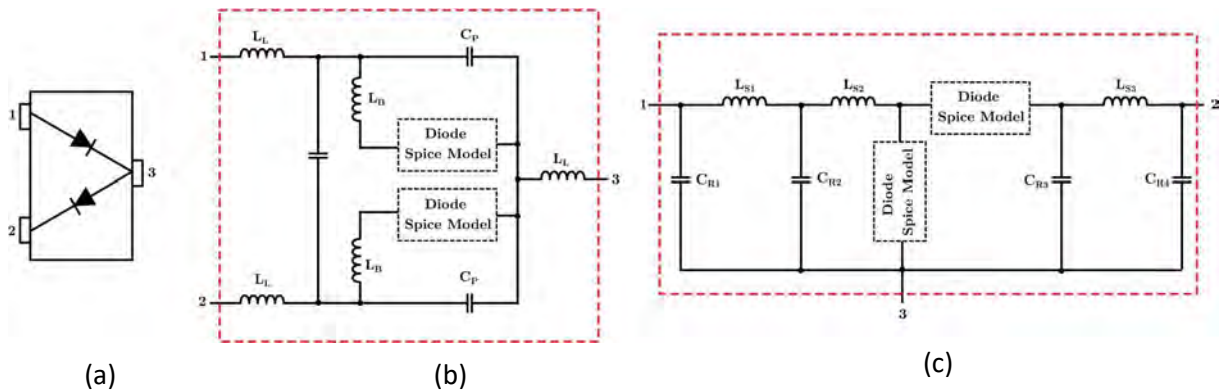 1
2
3
(a)
L_L
C_P
1
L_B
Diode
Spice Model
L_L
3
Diode
Spice Model
L_B
L_L
C_P
2
(b)
1
L_S1
L_S2
Diode
Spice Model
L_S3
2
C_R1
C_R2
Diode
Spice Model
C_R3
C_R4
3
(c)